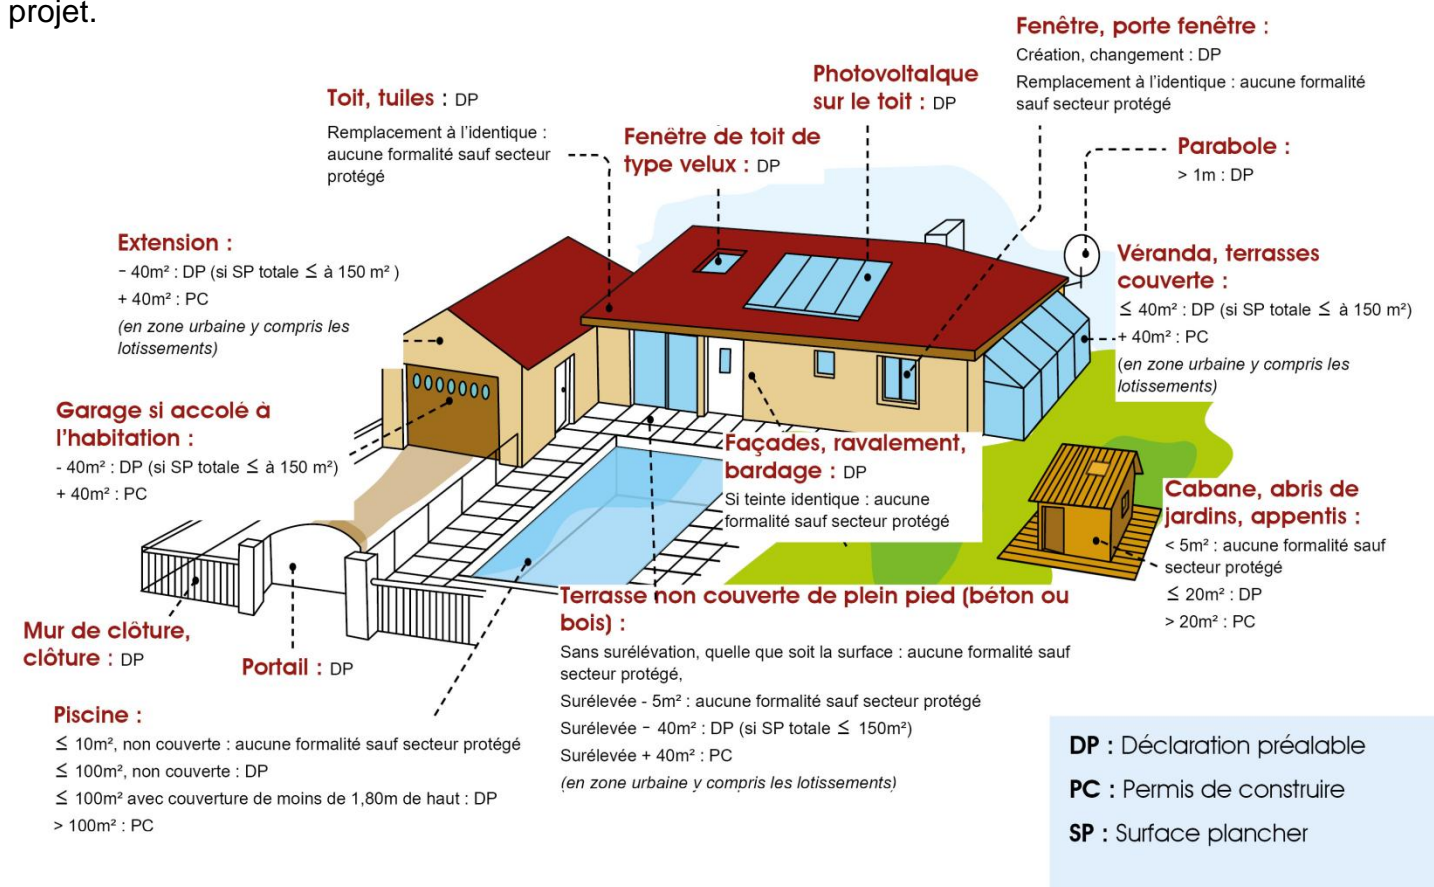 projet.
Fenêtre, porte fenêtre :
Création, changement : DP
Remplacement à l'identique : aucune formalité
sauf secteur protégé
Photovoltaïque
sur le toit : DP
Toit, tuiles : DP
Remplacement à l'identique :
aucune formalité sauf secteur
protégé
Fenêtre de toit de
type velux : DP
Parabole :
> 1m : DP
Extension :
- 40m² : DP (si SP totale ≤ à 150 m² )
+ 40m² : PC
(en zone urbaine y compris les
lotissements)
Véranda, terrasses
couverte :
≤ 40m² : DP (si SP totale ≤ à 150 m²)
+ 40m² : PC
(en zone urbaine y compris les
lotissements)
Garage si accolé à
l'habitation :
- 40m² : DP (si SP totale ≤ à 150 m²)
+ 40m² : PC
Façades, ravalement,
bardage : DP
Si teinte identique : aucune
formalité sauf secteur protégé
Cabane, abris de
jardins, appentis :
< 5m² : aucune formalité sauf
secteur protégé
≤ 20m² : DP
> 20m² : PC
Mur de clôture,
clôture : DP
Portail : DP
Terrasse non couverte de plein pied (béton ou
bois) :
Sans surélévation, quelle que soit la surface : aucune formalité sauf
secteur protégé,
Surélevée - 5m² : aucune formalité sauf secteur protégé
Surélevée - 40m² : DP (si SP totale ≤ 150m²)
Surélevée + 40m² : PC
(en zone urbaine y compris les lotissements)
Piscine :
≤ 10m², non couverte : aucune formalité sauf secteur protégé
≤ 100m², non couverte : DP
≤ 100m² avec couverture de moins de 1,80m de haut : DP
> 100m² : PC
DP : Déclaration préalable
PC : Permis de construire
SP : Surface plancher